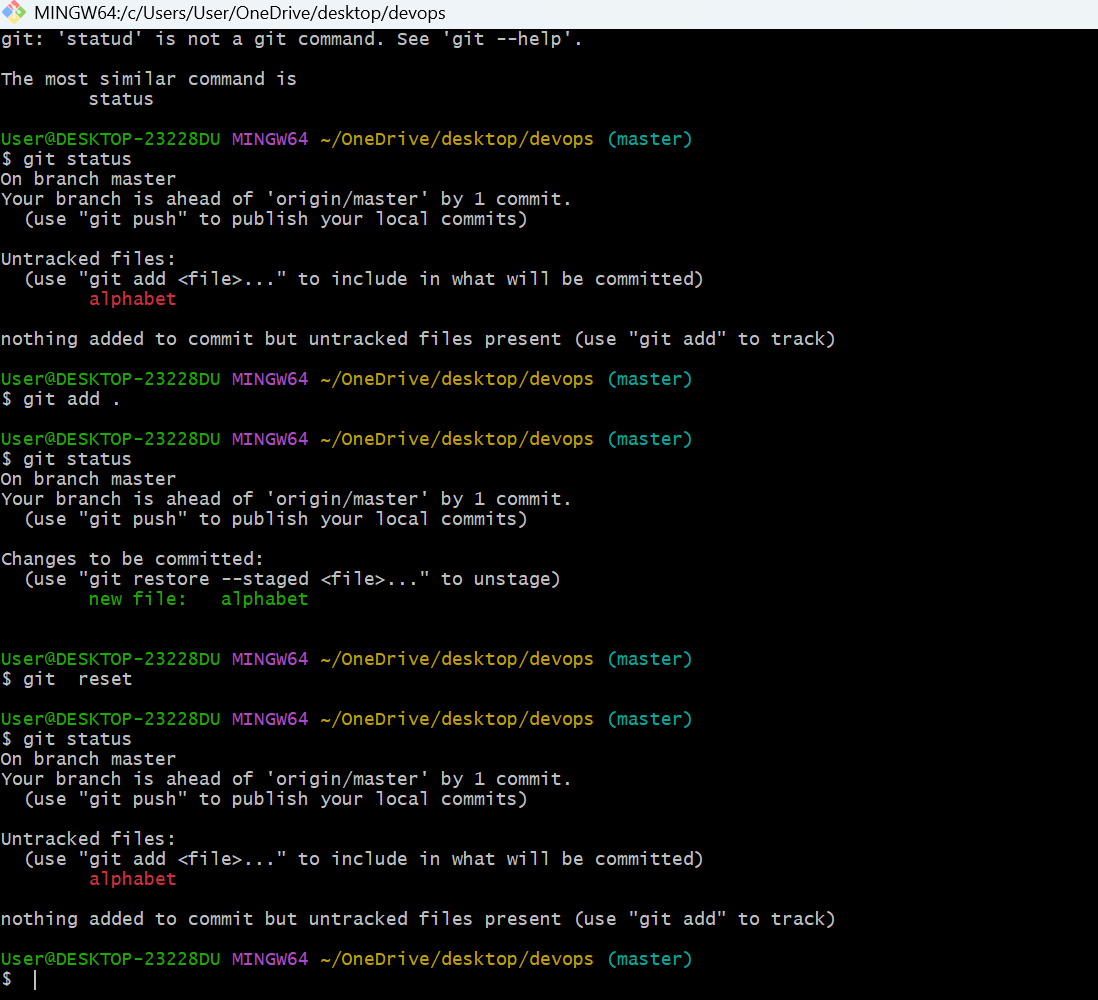 MINGW64:/c/Users/User/OneDrive/desktop/devops
git: 'statud' is not a git command. See 'git --help'.
The most similar command is
status
User@DESKTOP-23228DU MINGW64 ~/OneDrive/desktop/devops (master)
$ git status
On branch master
Your branch is ahead of 'origin/master' by 1 commit.
(use "git push" to publish your local commits)
Untracked files:
(use "git add <file>..." to include in what will be committed)
alphabet
nothing added to commit but untracked files present (use "git add" to track)
User@DESKTOP-23228DU MINGW64 ~/OneDrive/desktop/devops (master)
$ git add .
User@DESKTOP-23228DU MINGW64 ~/OneDrive/desktop/devops (master)
$ git status
On branch master
Your branch is ahead of 'origin/master' by 1 commit.
(use "git push" to publish your local commits)
Changes to be committed:
(use "git restore --staged <file>..." to unstage)
new file:   alphabet
User@DESKTOP-23228DU MINGW64 ~/OneDrive/desktop/devops (master)
$ git  reset
User@DESKTOP-23228DU MINGW64 ~/OneDrive/desktop/devops (master)
$ git status
On branch master
Your branch is ahead of 'origin/master' by 1 commit.
(use "git push" to publish your local commits)
Untracked files:
(use "git add <file>..." to include in what will be committed)
alphabet
nothing added to commit but untracked files present (use "git add" to track)
User@DESKTOP-23228DU MINGW64 ~/OneDrive/desktop/devops (master)
$